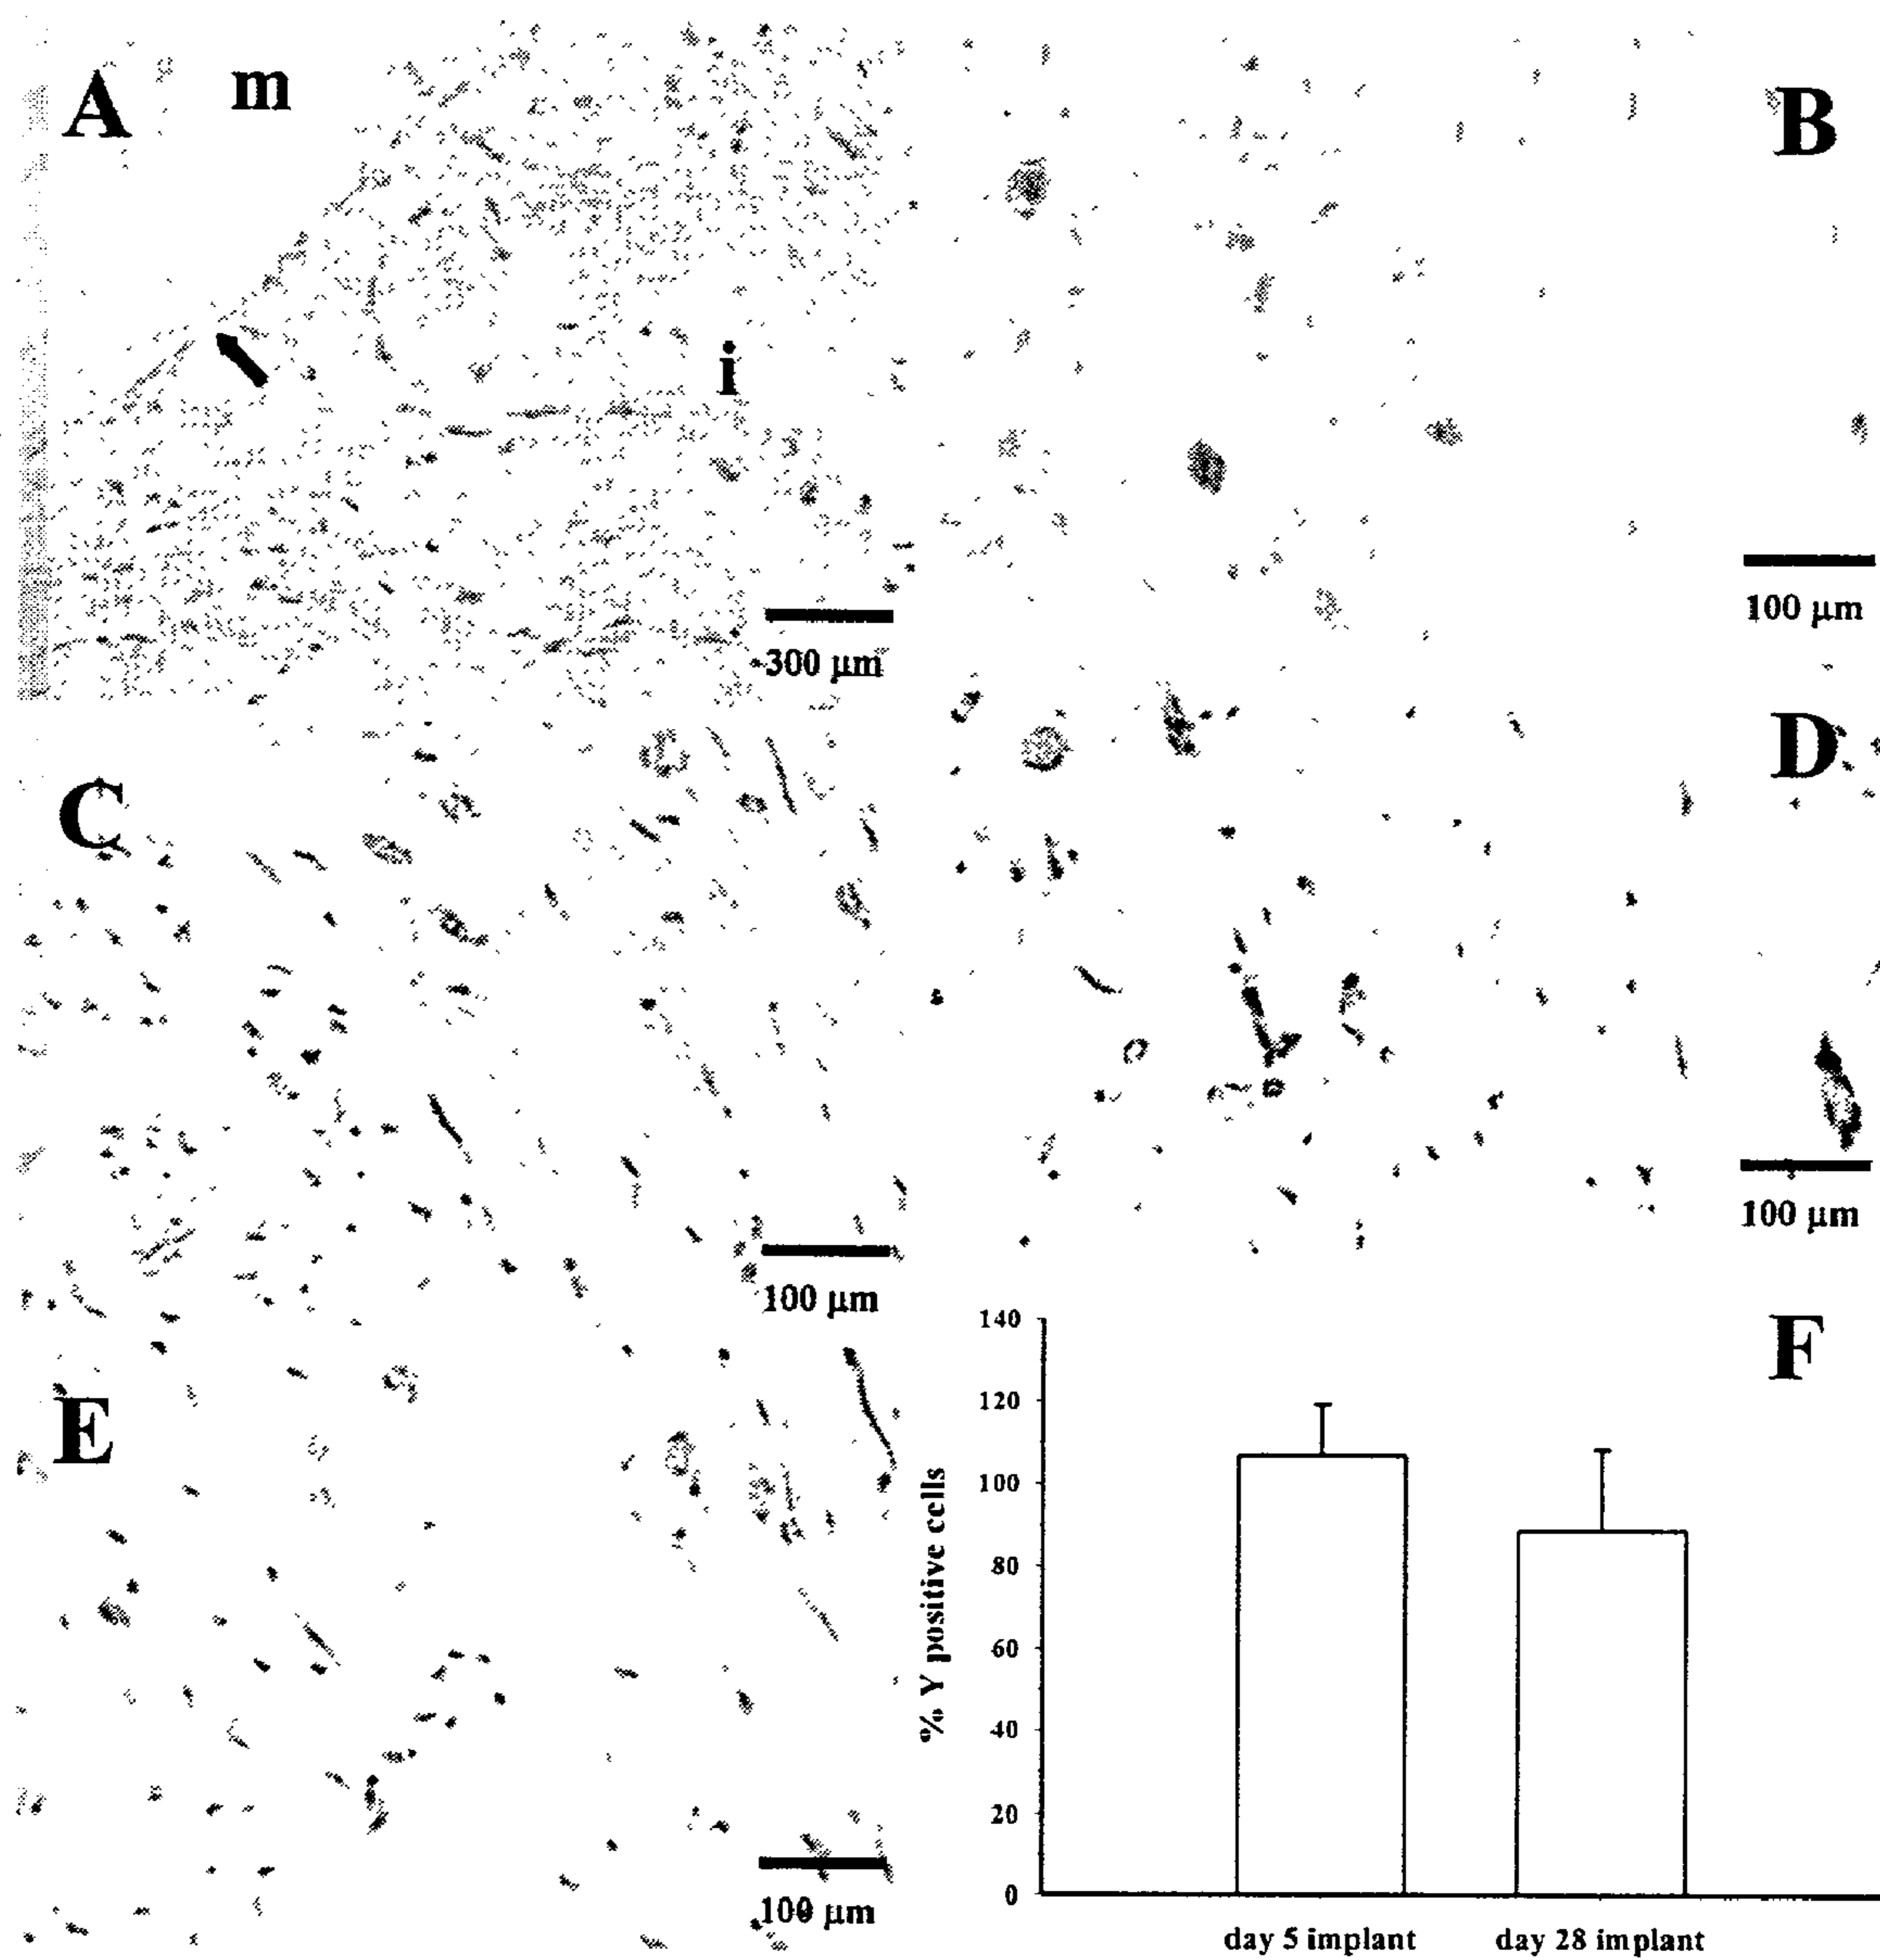 A
m
B
i
100 µm
300 µm
C
D
100 µm
100 µm
E
F
140
120
100
80
60
40
20
0
% Y positive cells
day 5 implant
day 28 implant
100 µm